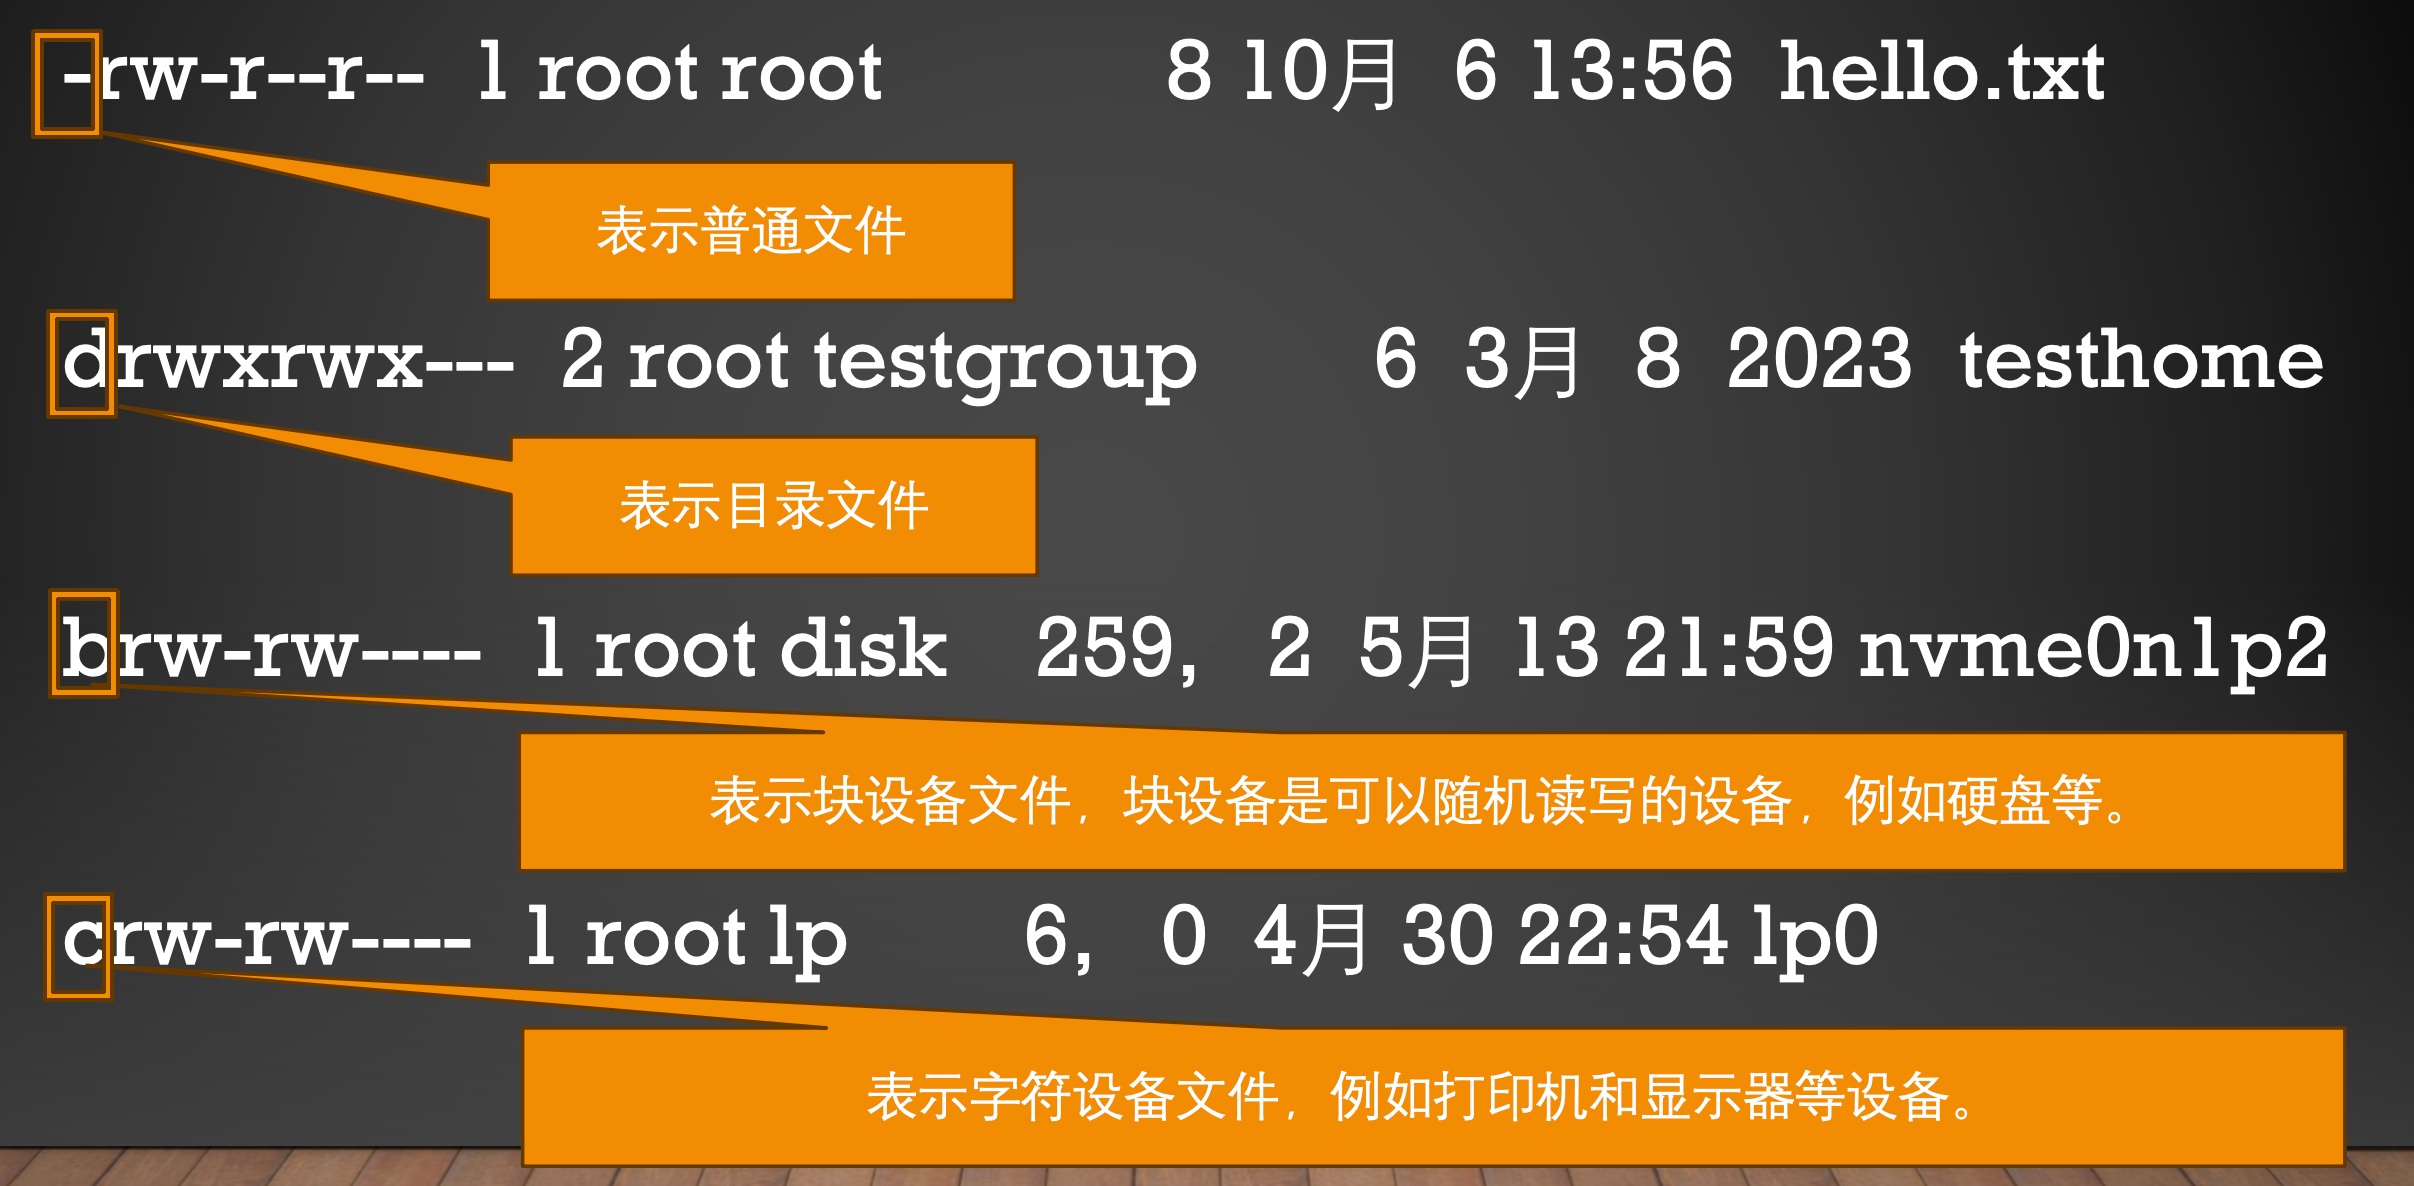 -rw-r--r-- 1 root root 8 10月 6 13:56 hello.txt
表示普通文件
drwxrwx--- 2 root testgroup 6 3月 8 2023 testhome
表示目录文件
brw-rw---- 1 root disk 259, 2 5月 13 21:59 nvme0n1p2
表示块设备文件，块设备是可以随机读写的设备，例如硬盘等。
crw-rw---- 1 root lp 6, 0 4月 30 22:54 lp0
表示字符设备文件，例如打印机和显示器等设备。